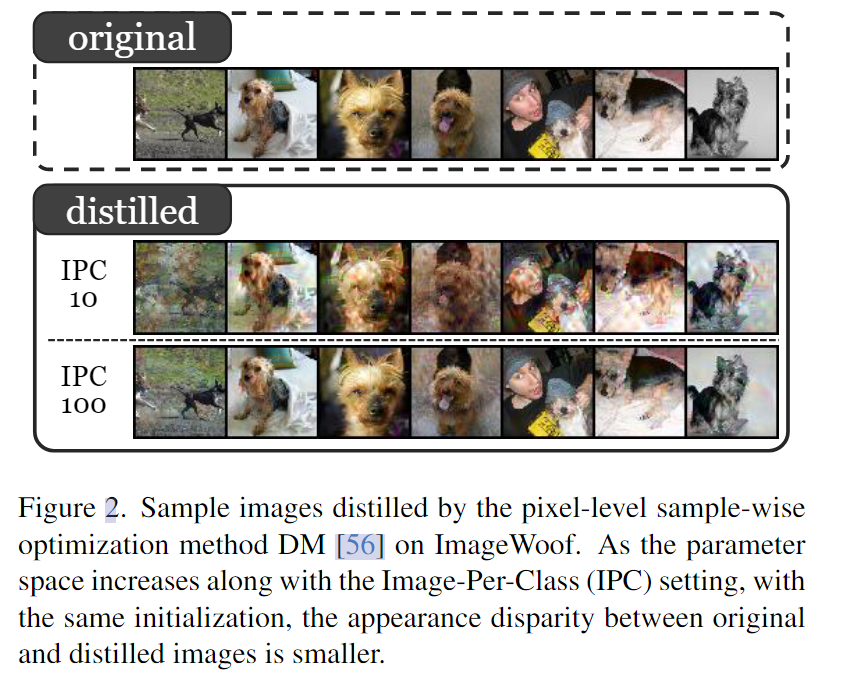 original
distilled
IPC
10
IPC
100
Figure 2. Sample images distilled by the pixel-level sample-wise
optimization method DM [56] on ImageWoof. As the parameter
space increases along with the Image-Per-Class (IPC) setting, with
the same initialization, the appearance disparity between original
and distilled images is smaller.